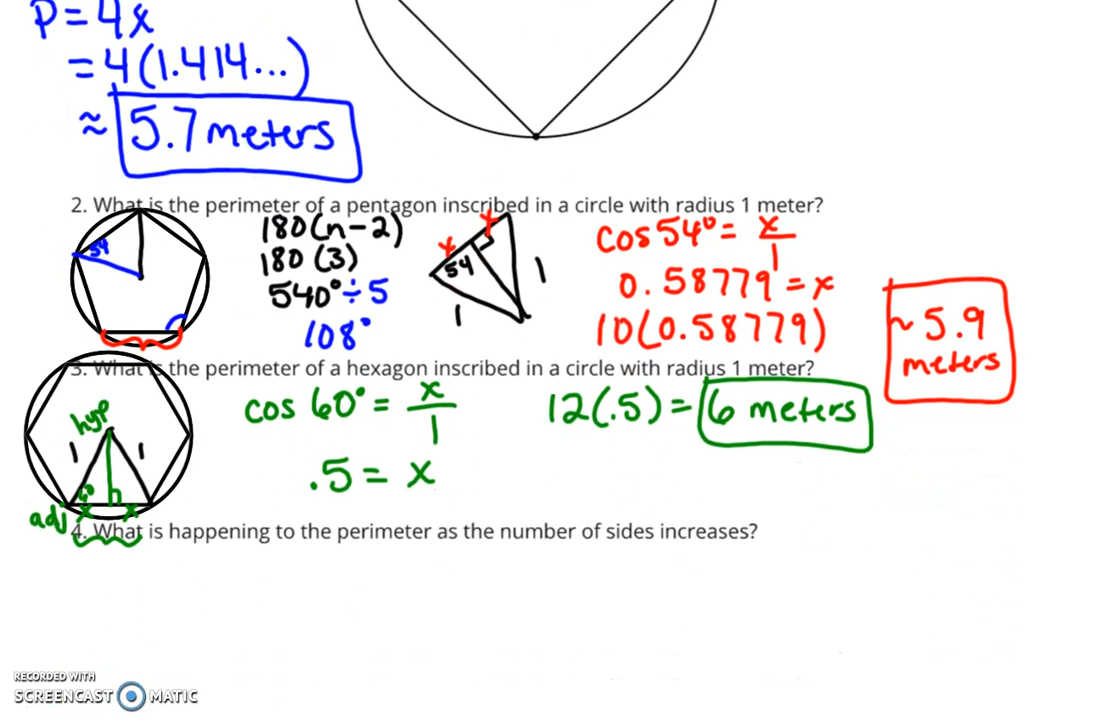 P = 4x
= 4(1.414...)
≈ 5.7 meters
2. What is the perimeter of a pentagon inscribed in a circle with radius 1 meter?
54
180(n-2)
180 (3)
540° ÷ 5
108°
x x
54
1
1
cos 54° = x/1
0.58779 = x
10(0.58779)
~ 5.9
meters
3. What is the perimeter of a hexagon inscribed in a circle with radius 1 meter?
hyp
1 1
60
adj x x
cos 60° = x/1
.5 = x
12(.5) = 6 meters
4. What is happening to the perimeter as the number of sides increases?
RECORDED WITH
SCREENCAST MATIC